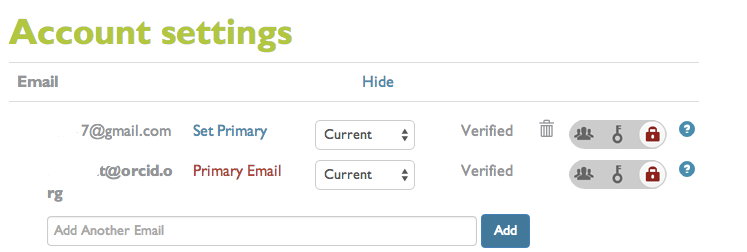 Account settings
Email Hide
7@gmail.com Set Primary Current Verified ?
t@orcid.o Primary Email Current Verified ?
rg
Add Another Email Add